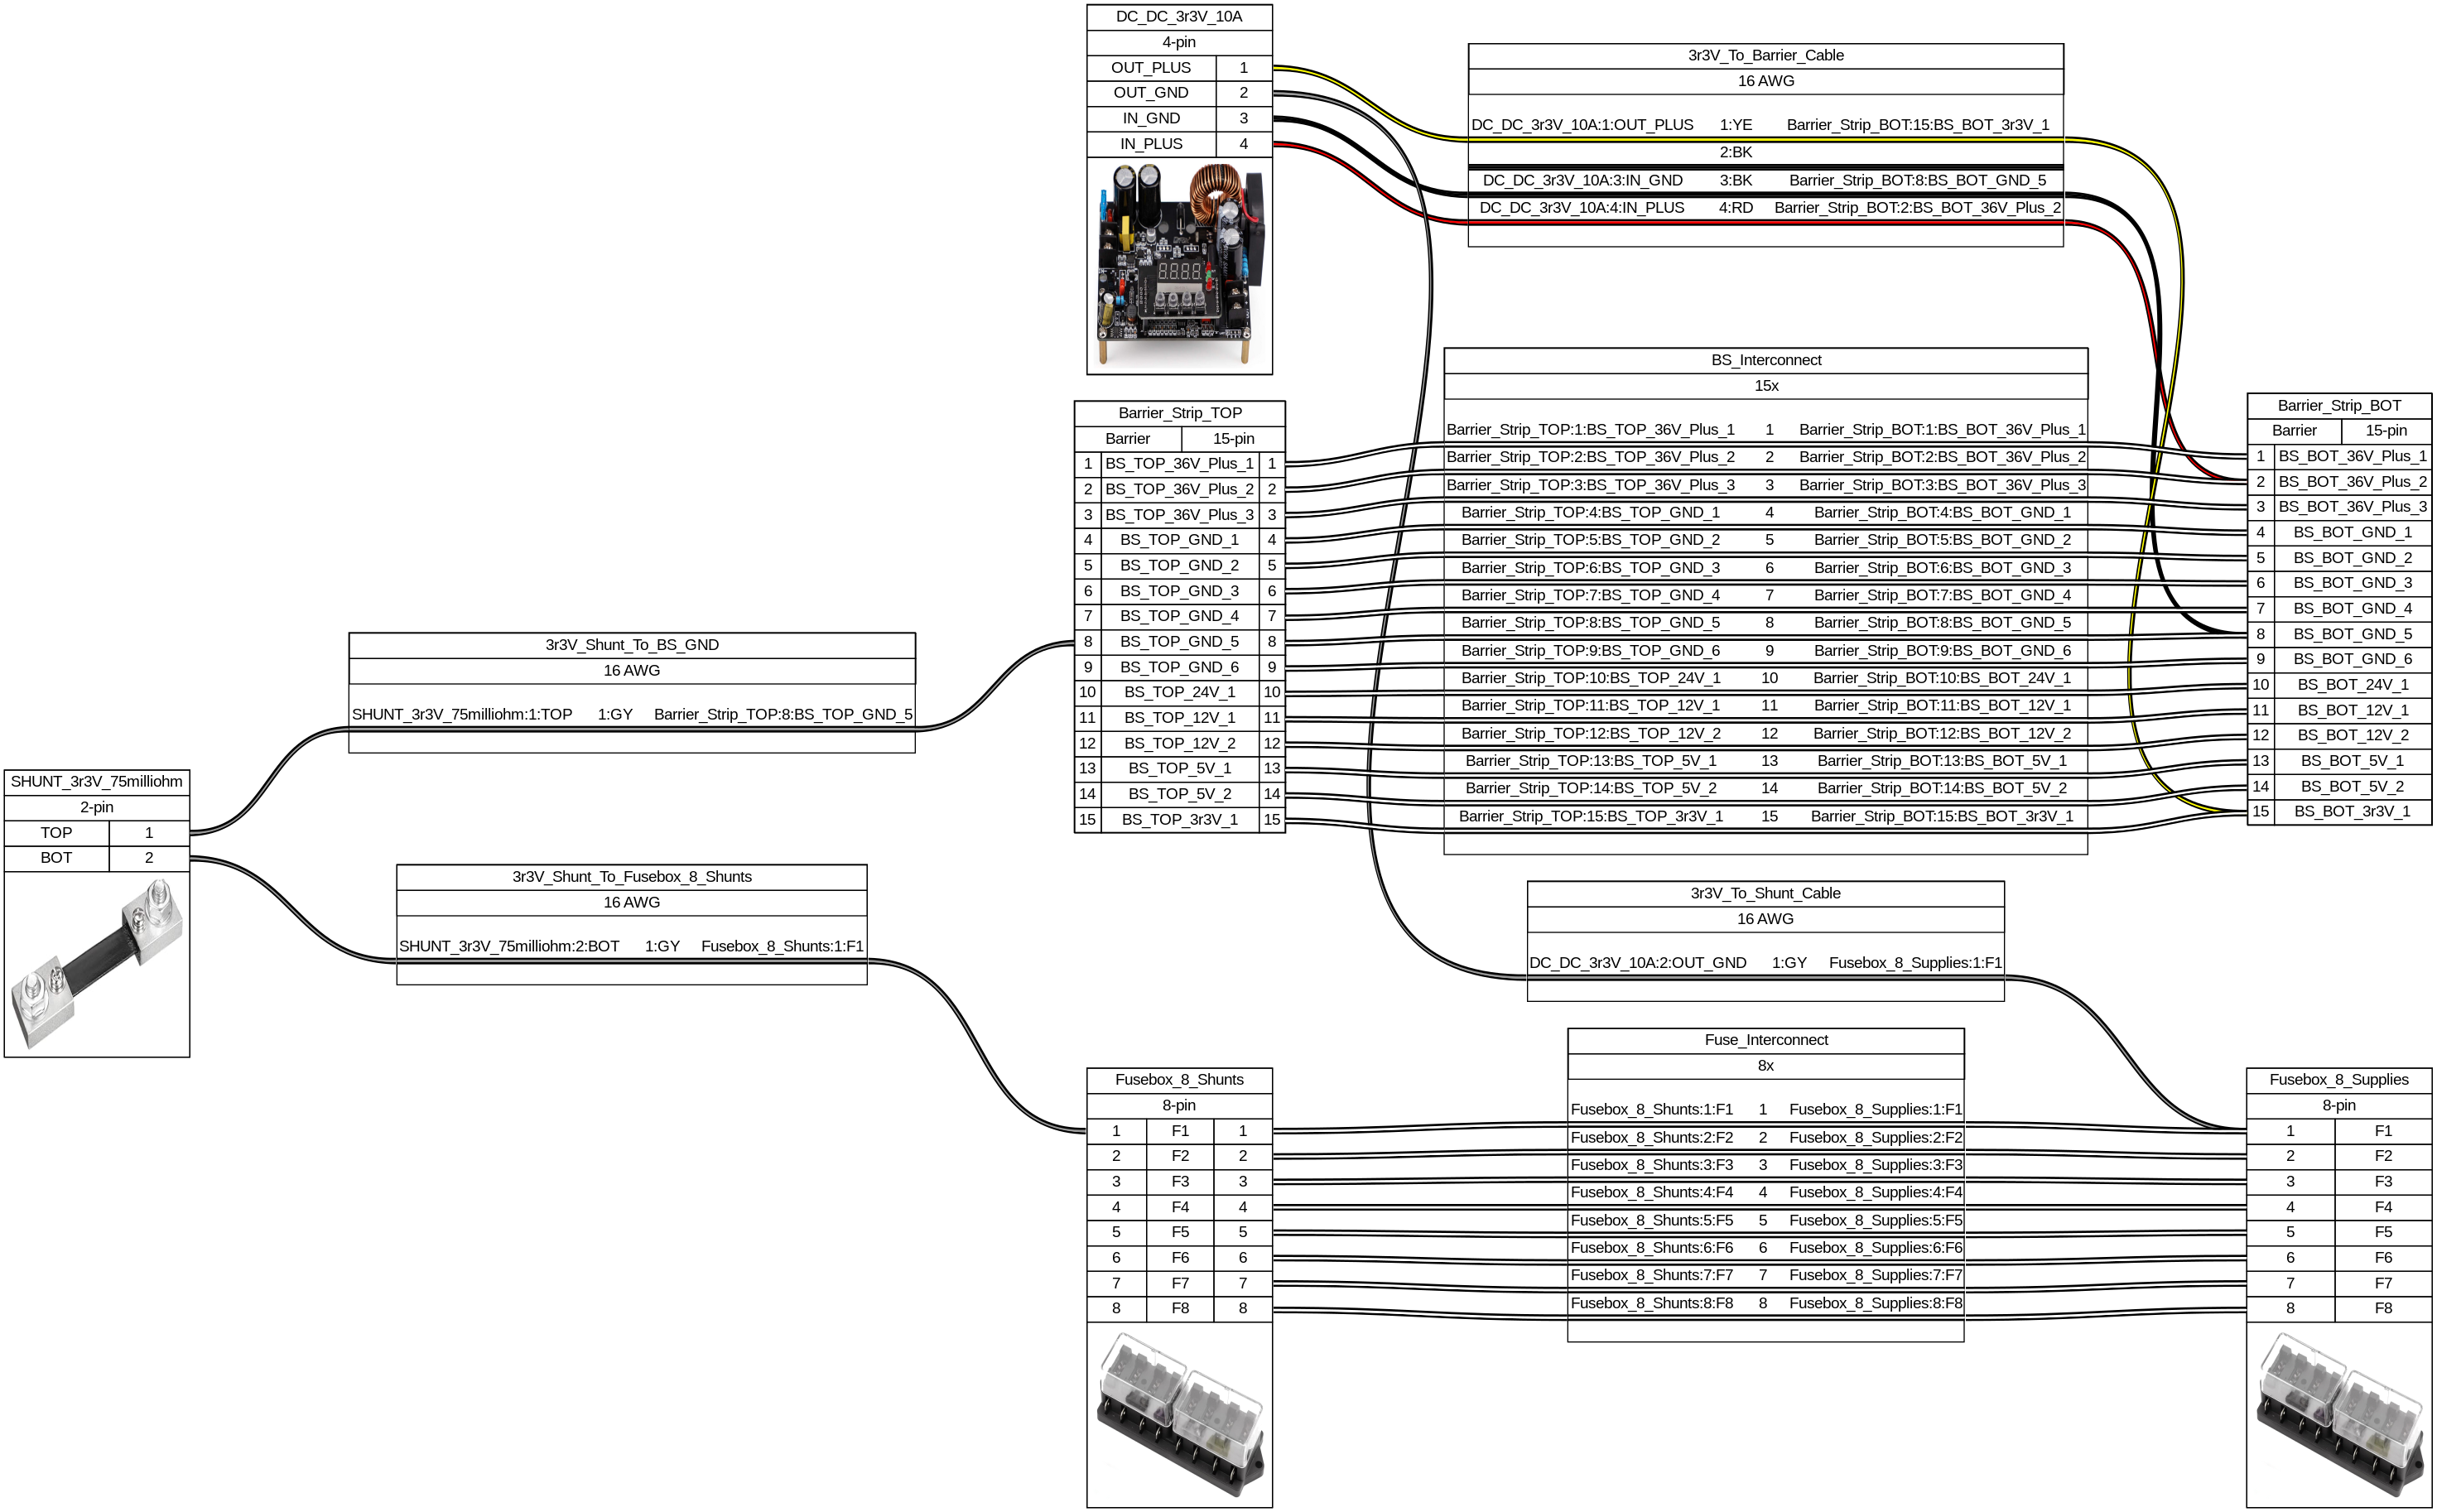 DC_DC_3r3V_10A
4-pin
OUT_PLUS 1
OUT_GND 2
IN_GND 3
IN_PLUS 4
3r3V_To_Barrier_Cable
16 AWG
DC_DC_3r3V_10A:1:OUT_PLUS 1:YE Barrier_Strip_BOT:15:BS_BOT_3r3V_1
2:BK
DC_DC_3r3V_10A:3:IN_GND 3:BK Barrier_Strip_BOT:8:BS_BOT_GND_5
DC_DC_3r3V_10A:4:IN_PLUS 4:RD Barrier_Strip_BOT:2:BS_BOT_36V_Plus_2
8.8.8.8.
Barrier_Strip_TOP
Barrier 15-pin
1 BS_TOP_36V_Plus_1 1
2 BS_TOP_36V_Plus_2 2
3 BS_TOP_36V_Plus_3 3
4 BS_TOP_GND_1 4
5 BS_TOP_GND_2 5
6 BS_TOP_GND_3 6
7 BS_TOP_GND_4 7
8 BS_TOP_GND_5 8
9 BS_TOP_GND_6 9
10 BS_TOP_24V_1 10
11 BS_TOP_12V_1 11
12 BS_TOP_12V_2 12
13 BS_TOP_5V_1 13
14 BS_TOP_5V_2 14
15 BS_TOP_3r3V_1 15
BS_Interconnect
15x
Barrier_Strip_TOP:1:BS_TOP_36V_Plus_1 1 Barrier_Strip_BOT:1:BS_BOT_36V_Plus_1
Barrier_Strip_TOP:2:BS_TOP_36V_Plus_2 2 Barrier_Strip_BOT:2:BS_BOT_36V_Plus_2
Barrier_Strip_TOP:3:BS_TOP_36V_Plus_3 3 Barrier_Strip_BOT:3:BS_BOT_36V_Plus_3
Barrier_Strip_TOP:4:BS_TOP_GND_1 4 Barrier_Strip_BOT:4:BS_BOT_GND_1
Barrier_Strip_TOP:5:BS_TOP_GND_2 5 Barrier_Strip_BOT:5:BS_BOT_GND_2
Barrier_Strip_TOP:6:BS_TOP_GND_3 6 Barrier_Strip_BOT:6:BS_BOT_GND_3
Barrier_Strip_TOP:7:BS_TOP_GND_4 7 Barrier_Strip_BOT:7:BS_BOT_GND_4
Barrier_Strip_TOP:8:BS_TOP_GND_5 8 Barrier_Strip_BOT:8:BS_BOT_GND_5
Barrier_Strip_TOP:9:BS_TOP_GND_6 9 Barrier_Strip_BOT:9:BS_BOT_GND_6
Barrier_Strip_TOP:10:BS_TOP_24V_1 10 Barrier_Strip_BOT:10:BS_BOT_24V_1
Barrier_Strip_TOP:11:BS_TOP_12V_1 11 Barrier_Strip_BOT:11:BS_BOT_12V_1
Barrier_Strip_TOP:12:BS_TOP_12V_2 12 Barrier_Strip_BOT:12:BS_BOT_12V_2
Barrier_Strip_TOP:13:BS_TOP_5V_1 13 Barrier_Strip_BOT:13:BS_BOT_5V_1
Barrier_Strip_TOP:14:BS_TOP_5V_2 14 Barrier_Strip_BOT:14:BS_BOT_5V_2
Barrier_Strip_TOP:15:BS_TOP_3r3V_1 15 Barrier_Strip_BOT:15:BS_BOT_3r3V_1
Barrier_Strip_BOT
Barrier 15-pin
1 BS_BOT_36V_Plus_1
2 BS_BOT_36V_Plus_2
3 BS_BOT_36V_Plus_3
4 BS_BOT_GND_1
5 BS_BOT_GND_2
6 BS_BOT_GND_3
7 BS_BOT_GND_4
8 BS_BOT_GND_5
9 BS_BOT_GND_6
10 BS_BOT_24V_1
11 BS_BOT_12V_1
12 BS_BOT_12V_2
13 BS_BOT_5V_1
14 BS_BOT_5V_2
15 BS_BOT_3r3V_1
3r3V_Shunt_To_BS_GND
16 AWG
SHUNT_3r3V_75milliohm:1:TOP 1:GY Barrier_Strip_TOP:8:BS_TOP_GND_5
SHUNT_3r3V_75milliohm
2-pin
TOP 1
BOT 2
3r3V_Shunt_To_Fusebox_8_Shunts
16 AWG
SHUNT_3r3V_75milliohm:2:BOT 1:GY Fusebox_8_Shunts:1:F1
3r3V_To_Shunt_Cable
16 AWG
DC_DC_3r3V_10A:2:OUT_GND 1:GY Fusebox_8_Supplies:1:F1
Fusebox_8_Shunts
8-pin
1 F1 1
2 F2 2
3 F3 3
4 F4 4
5 F5 5
6 F6 6
7 F7 7
8 F8 8
Fuse_Interconnect
8x
Fusebox_8_Shunts:1:F1 1 Fusebox_8_Supplies:1:F1
Fusebox_8_Shunts:2:F2 2 Fusebox_8_Supplies:2:F2
Fusebox_8_Shunts:3:F3 3 Fusebox_8_Supplies:3:F3
Fusebox_8_Shunts:4:F4 4 Fusebox_8_Supplies:4:F4
Fusebox_8_Shunts:5:F5 5 Fusebox_8_Supplies:5:F5
Fusebox_8_Shunts:6:F6 6 Fusebox_8_Supplies:6:F6
Fusebox_8_Shunts:7:F7 7 Fusebox_8_Supplies:7:F7
Fusebox_8_Shunts:8:F8 8 Fusebox_8_Supplies:8:F8
Fusebox_8_Supplies
8-pin
1 F1
2 F2
3 F3
4 F4
5 F5
6 F6
7 F7
8 F8